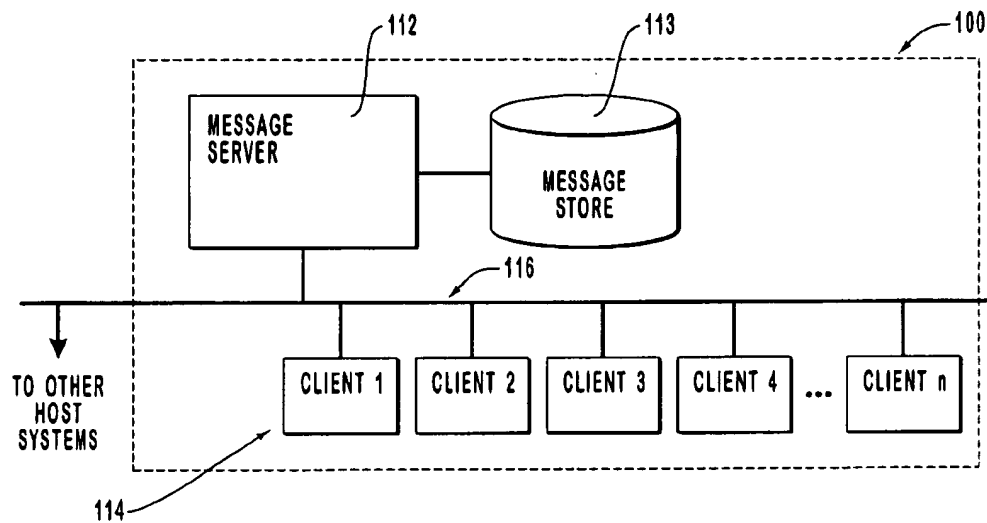 112
113
100
MESSAGE
SERVER
MESSAGE
STORE
116
TO OTHER
HOST
SYSTEMS
CLIENT 1
CLIENT 2
CLIENT 3
CLIENT 4
...
CLIENT n
114